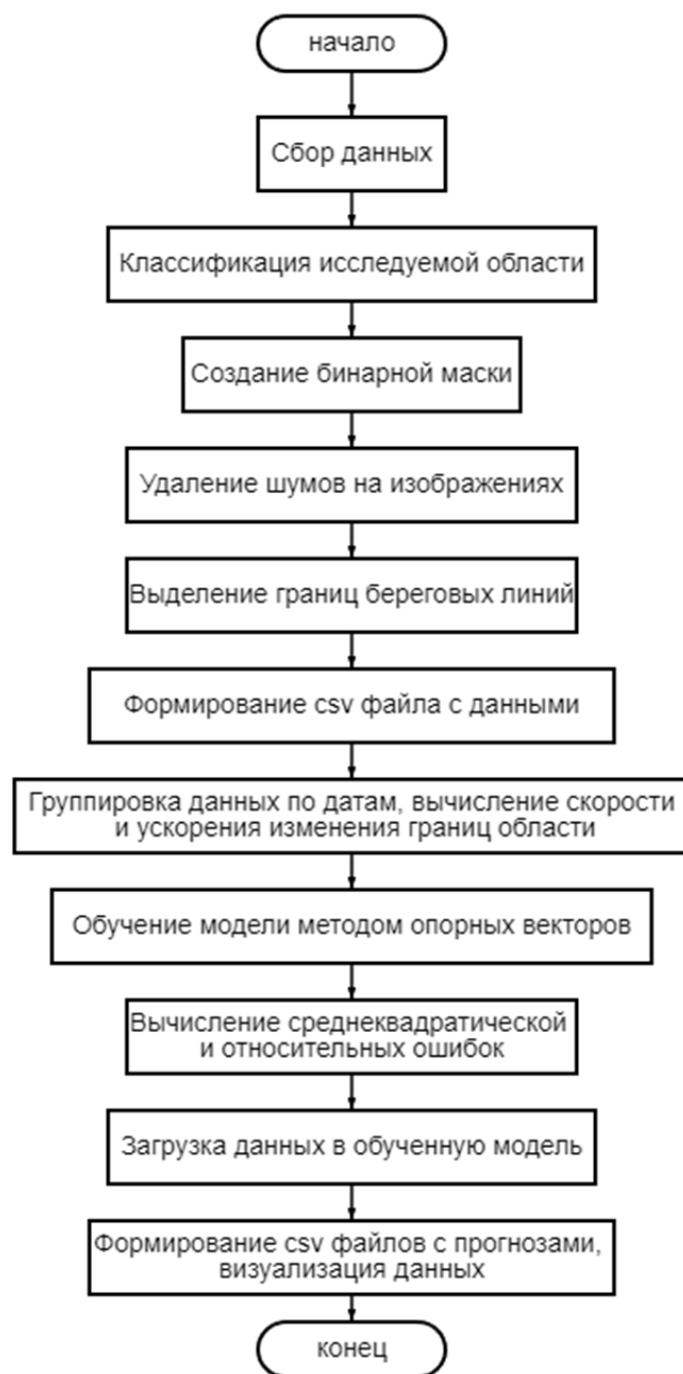 начало
Сбор данных
Классификация исследуемой области
Создание бинарной маски
Удаление шумов на изображениях
Выделение границ береговых линий
Формирование csv файла с данными
Группировка данных по датам, вычисление скорости
и ускорения изменения границ области
Обучение модели методом опорных векторов
Вычисление среднеквадратической
и относительных ошибок
Загрузка данных в обученную модель
Формирование csv файлов с прогнозами,
визуализация данных
конец